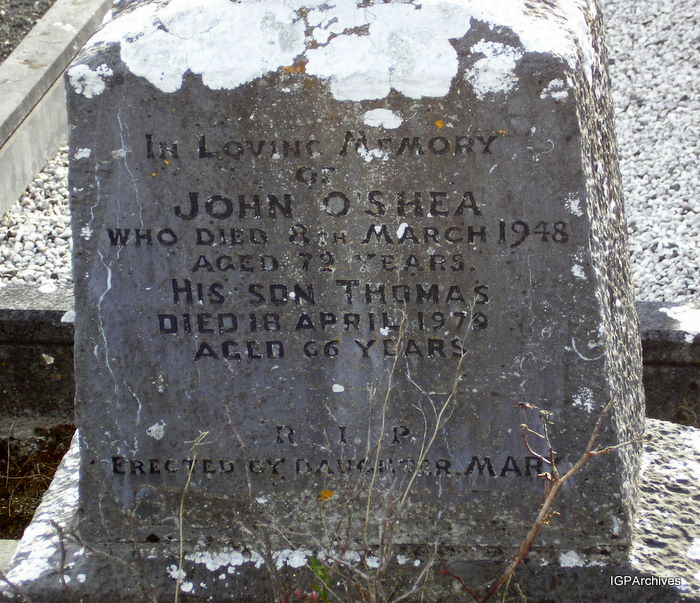 In Loving Memory
OF
JOHN O'SHEA
WHO DIED 8TH MARCH 1948
AGED 72 YEARS.
HIS SON THOMAS
DIED 18 APRIL 1979
AGED 66 YEARS
R I P
ERECTED BY DAUGHTER MARY
IGPArchives